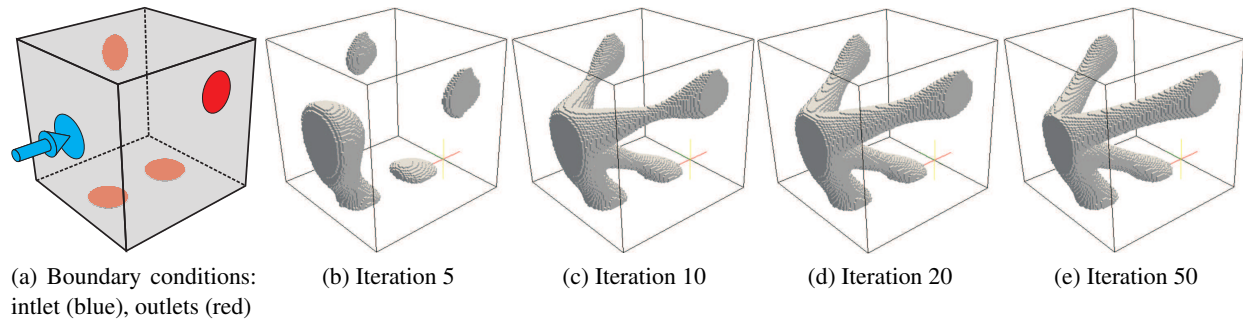 (a) Boundary conditions:
intlet (blue), outlets (red)
(b) Iteration 5
(c) Iteration 10
(d) Iteration 20
(e) Iteration 50